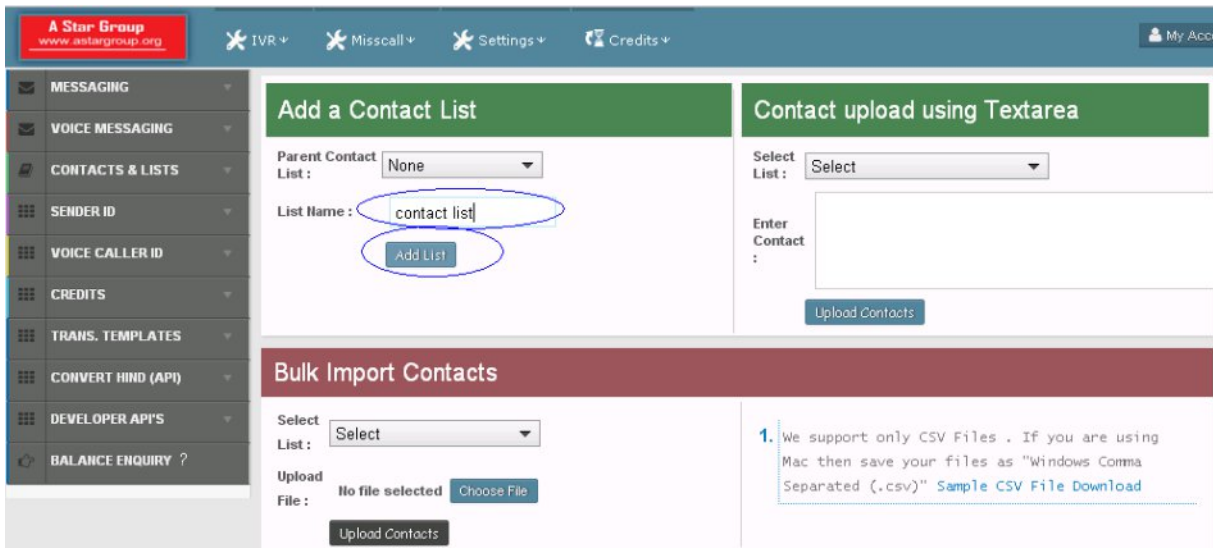 A Star Group
www.astargroup.org
IVR
Misscall
Settings
Credits
My Acc
MESSAGING
VOICE MESSAGING
CONTACTS & LISTS
SENDER ID
VOICE CALLER ID
CREDITS
TRANS. TEMPLATES
CONVERT HIND (API)
DEVELOPER API'S
BALANCE ENQUIRY ?
Add a Contact List
Parent Contact
List :
None
List Name :
contact list
Add List
Contact upload using Textarea
Select
List :
Select
Enter
Contact
:
Upload Contacts
Bulk Import Contacts
Select
List :
Select
Upload
File :
No file selected
Choose File
Upload Contacts
1. We support only CSV Files . If you are using
Mac then save your files as "Windows Comma
Separated (.csv)" Sample CSV File Download